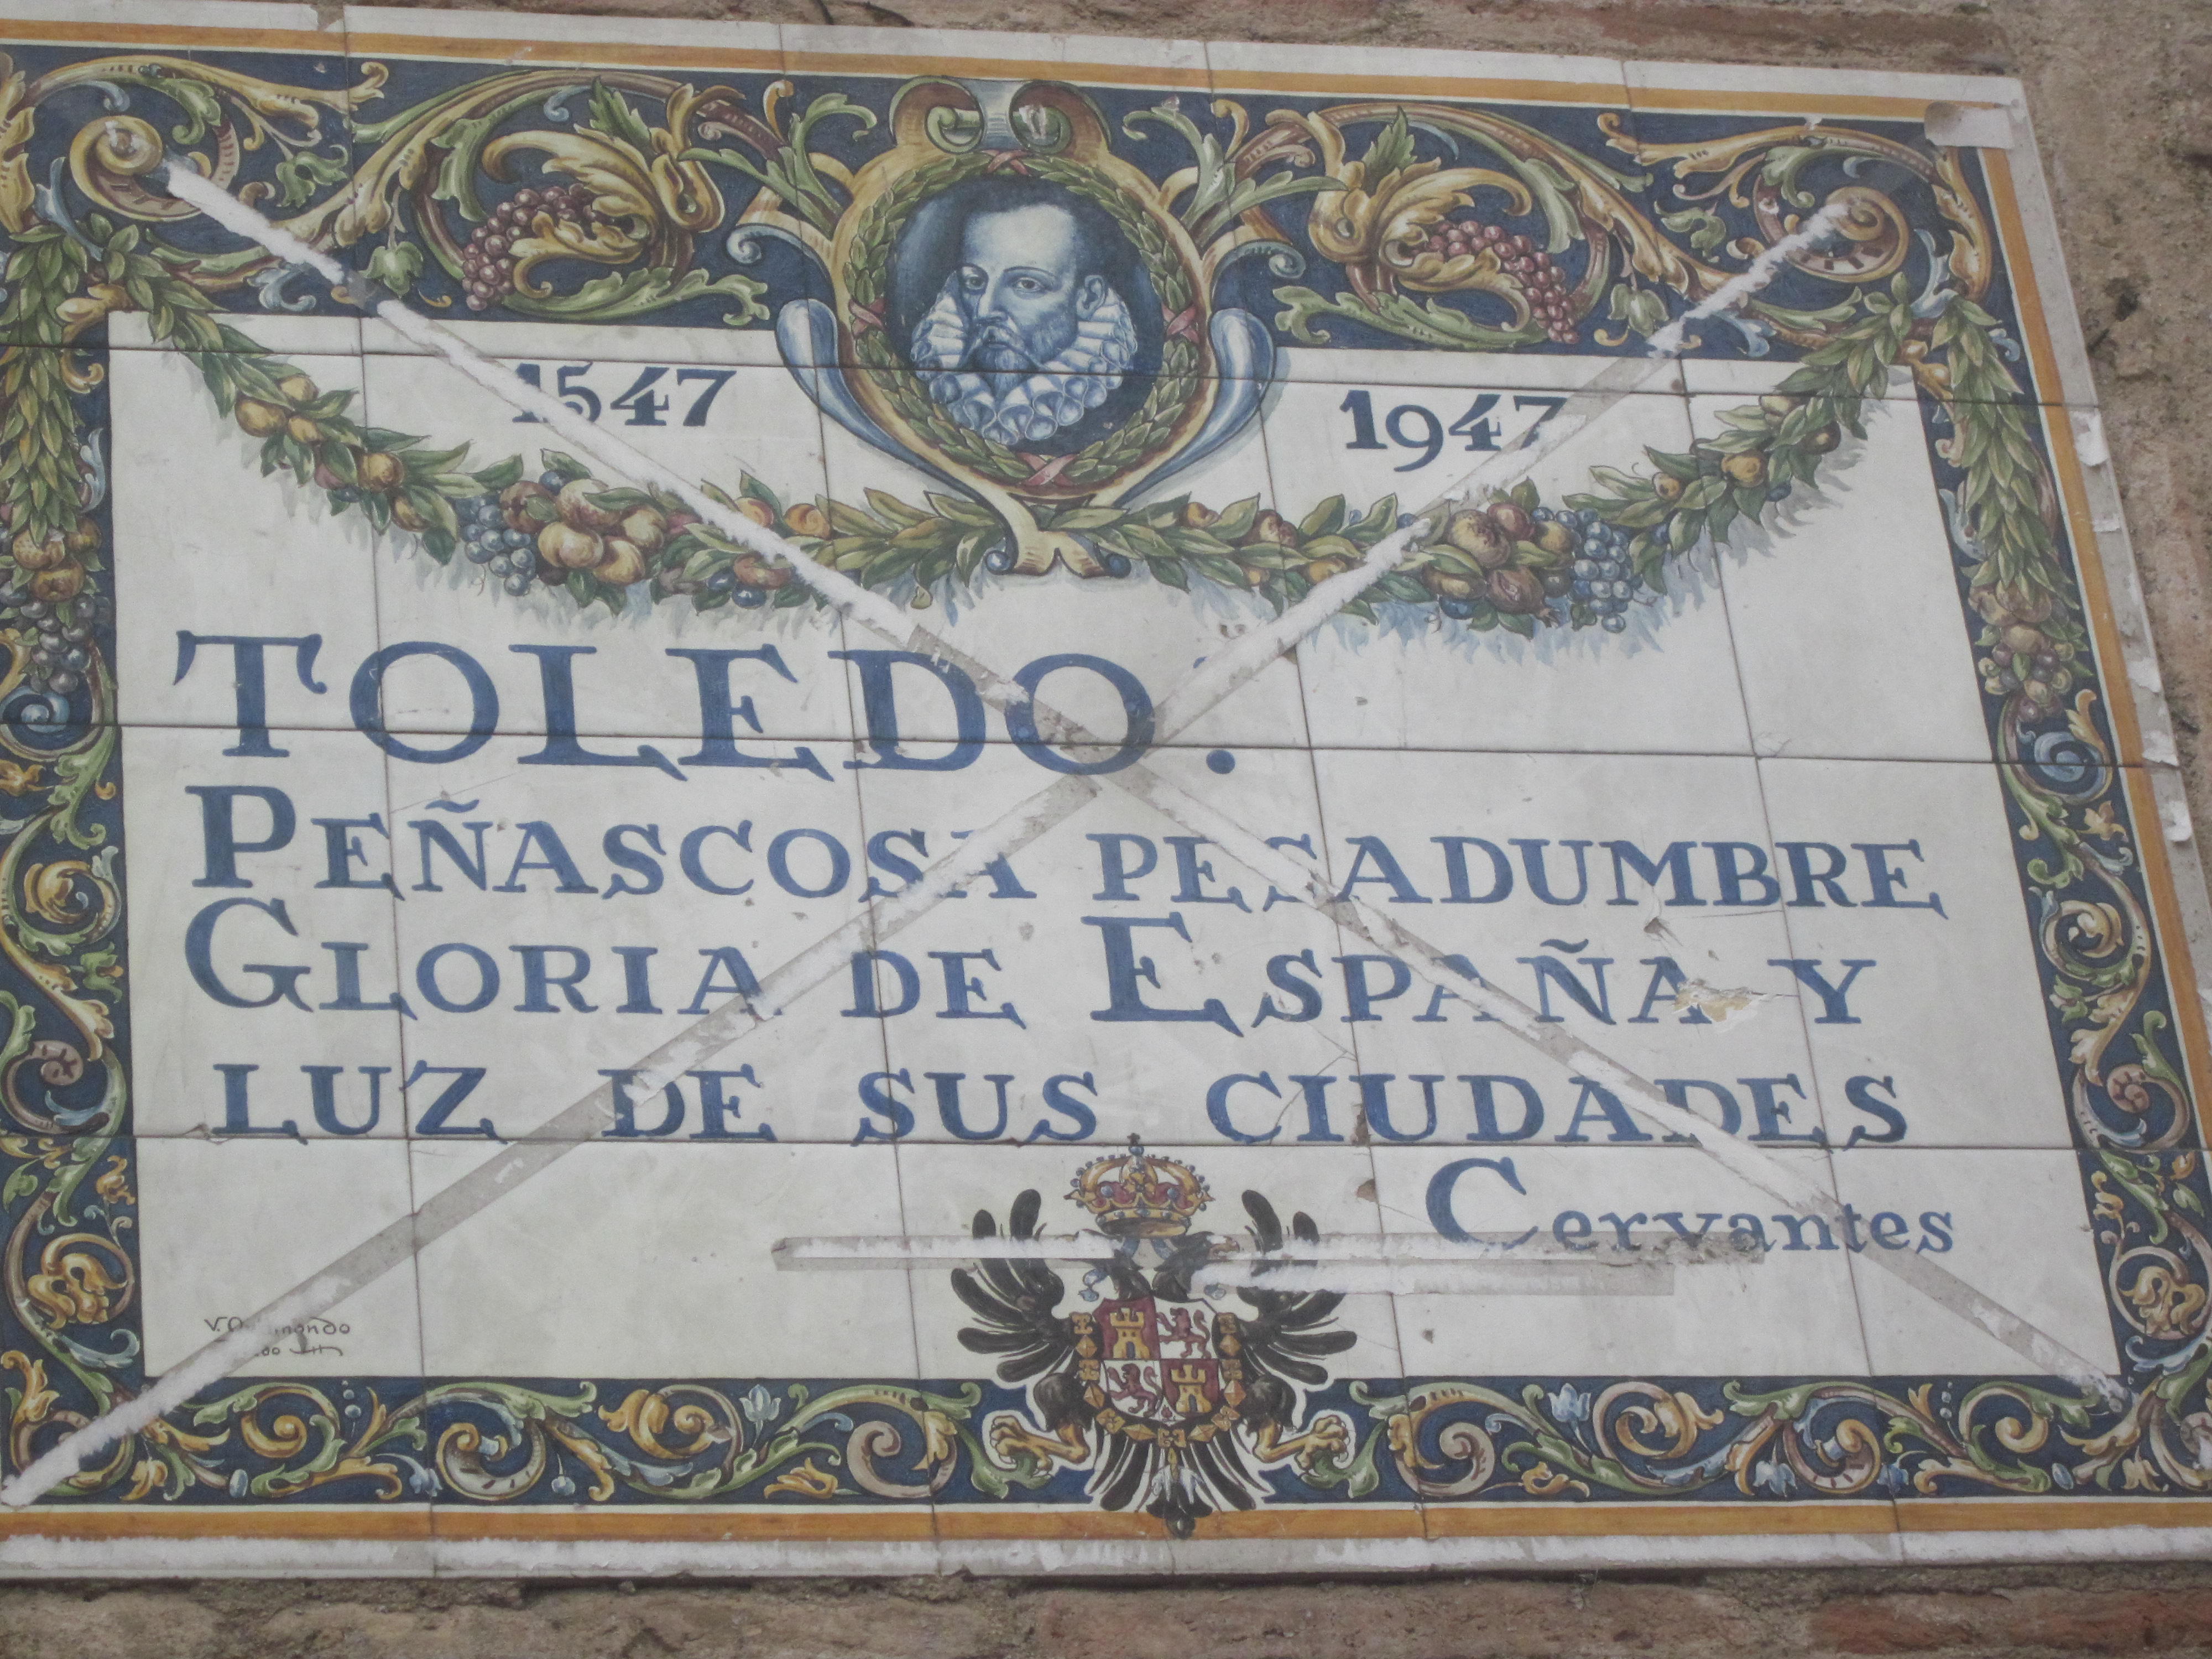 1547 1947
TOLEDO:
PEÑASCOSA PESADUMBRE
GLORIA DE ESPAÑA Y
LUZ DE SUS CIUDADES
Cervantes